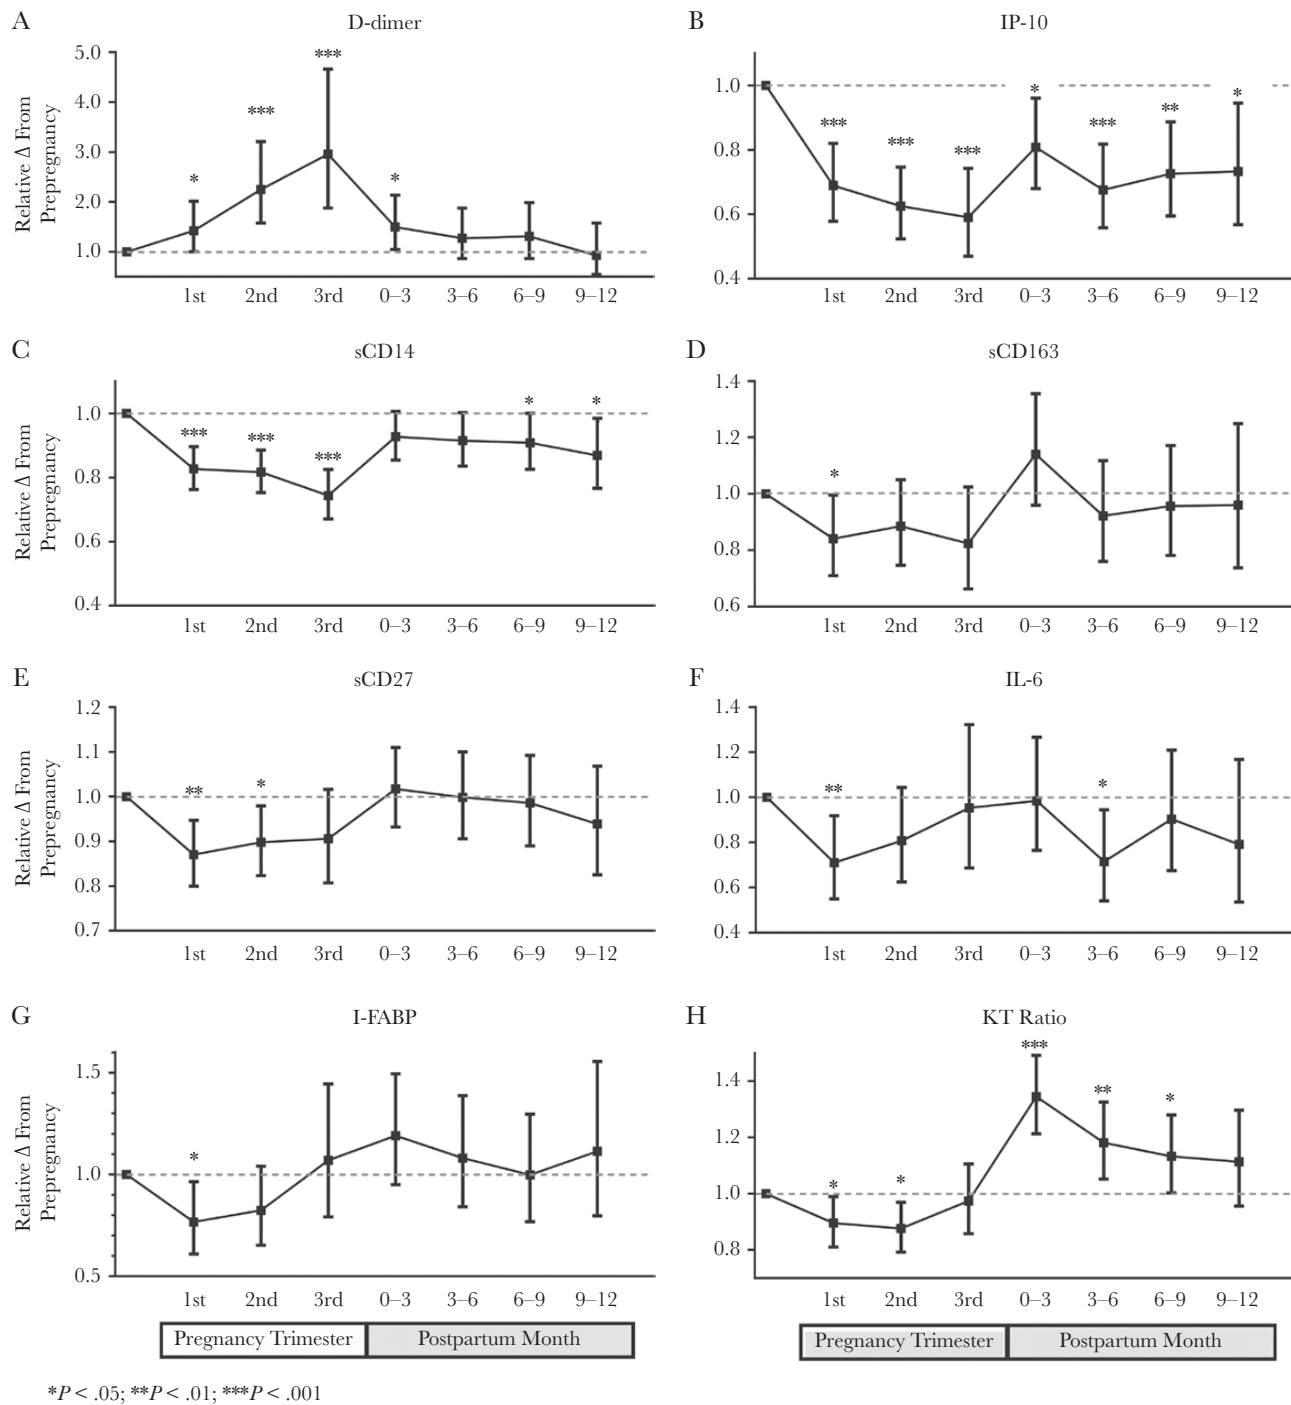 A
D-dimer
Relative Δ From
Prepregnancy
5.0
4.0
3.0
2.0
1.0
*
***
***
*
1st 2nd 3rd 0–3 3–6 6–9 9–12
B
IP-10
1.0
0.8
0.6
0.4
***
***
***
*
***
**
*
1st 2nd 3rd 0–3 3–6 6–9 9–12
C
sCD14
Relative Δ From
Prepregnancy
1.0
0.8
0.6
0.4
***
***
***
*
*
1st 2nd 3rd 0–3 3–6 6–9 9–12
D
sCD163
1.4
1.2
1.0
0.8
0.6
*
1st 2nd 3rd 0–3 3–6 6–9 9–12
E
sCD27
Relative Δ From
Prepregnancy
1.2
1.1
1.0
0.9
0.8
0.7
**
*
1st 2nd 3rd 0–3 3–6 6–9 9–12
F
IL-6
1.4
1.2
1.0
0.8
0.6
0.4
**
*
1st 2nd 3rd 0–3 3–6 6–9 9–12
G
I-FABP
Relative Δ From
Prepregnancy
1.5
1.0
0.5
*
1st 2nd 3rd 0–3 3–6 6–9 9–12
Pregnancy Trimester Postpartum Month
H
KT Ratio
1.4
1.2
1.0
0.8
*
*
***
**
*
1st 2nd 3rd 0–3 3–6 6–9 9–12
Pregnancy Trimester Postpartum Month
*P < .05; **P < .01; ***P < .001